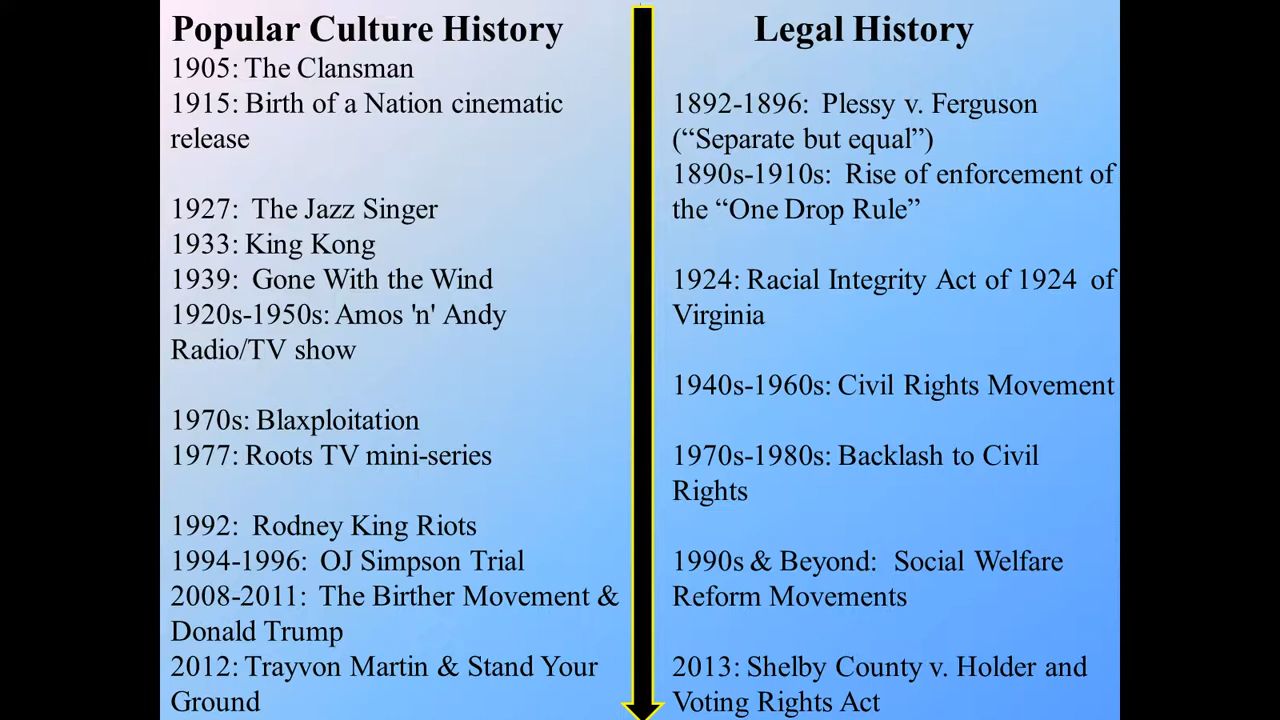 Popular Culture History
1905: The Clansman
1915: Birth of a Nation cinematic
release
1927: The Jazz Singer
1933: King Kong
1939: Gone With the Wind
1920s-1950s: Amos 'n' Andy
Radio/TV show
1970s: Blaxploitation
1977: Roots TV mini-series
1992: Rodney King Riots
1994-1996: OJ Simpson Trial
2008-2011: The Birther Movement &
Donald Trump
2012: Trayvon Martin & Stand Your
Ground
Legal History
1892-1896: Plessy v. Ferguson
(“Separate but equal”)
1890s-1910s: Rise of enforcement of
the “One Drop Rule”
1924: Racial Integrity Act of 1924 of
Virginia
1940s-1960s: Civil Rights Movement
1970s-1980s: Backlash to Civil
Rights
1990s & Beyond: Social Welfare
Reform Movements
2013: Shelby County v. Holder and
Voting Rights Act